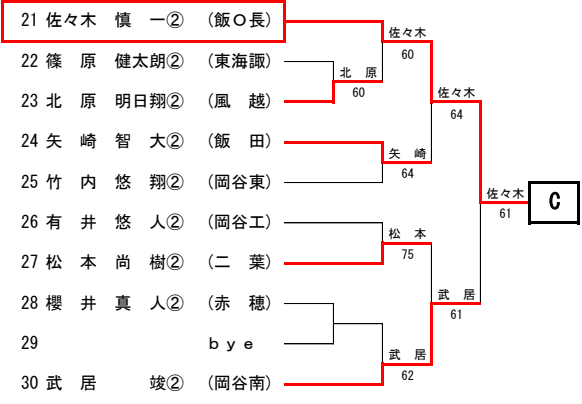 21 佐々木 慎 一② (飯O長)
佐々木
60
22 篠 原 健太朗② (東海諏)
北 原
60
23 北 原 明日翔② (風 越)
佐々木
64
24 矢 崎 智 大② (飯 田)
矢 崎
64
25 竹 内 悠 翔② (岡谷東)
佐々木
61
C
26 有 井 悠 人② (岡谷工)
松 本
75
27 松 本 尚 樹② (二 葉)
武 居
61
28 櫻 井 真 人② (赤 穂)
29 bye
武 居
62
30 武 居 竣② (岡谷南)